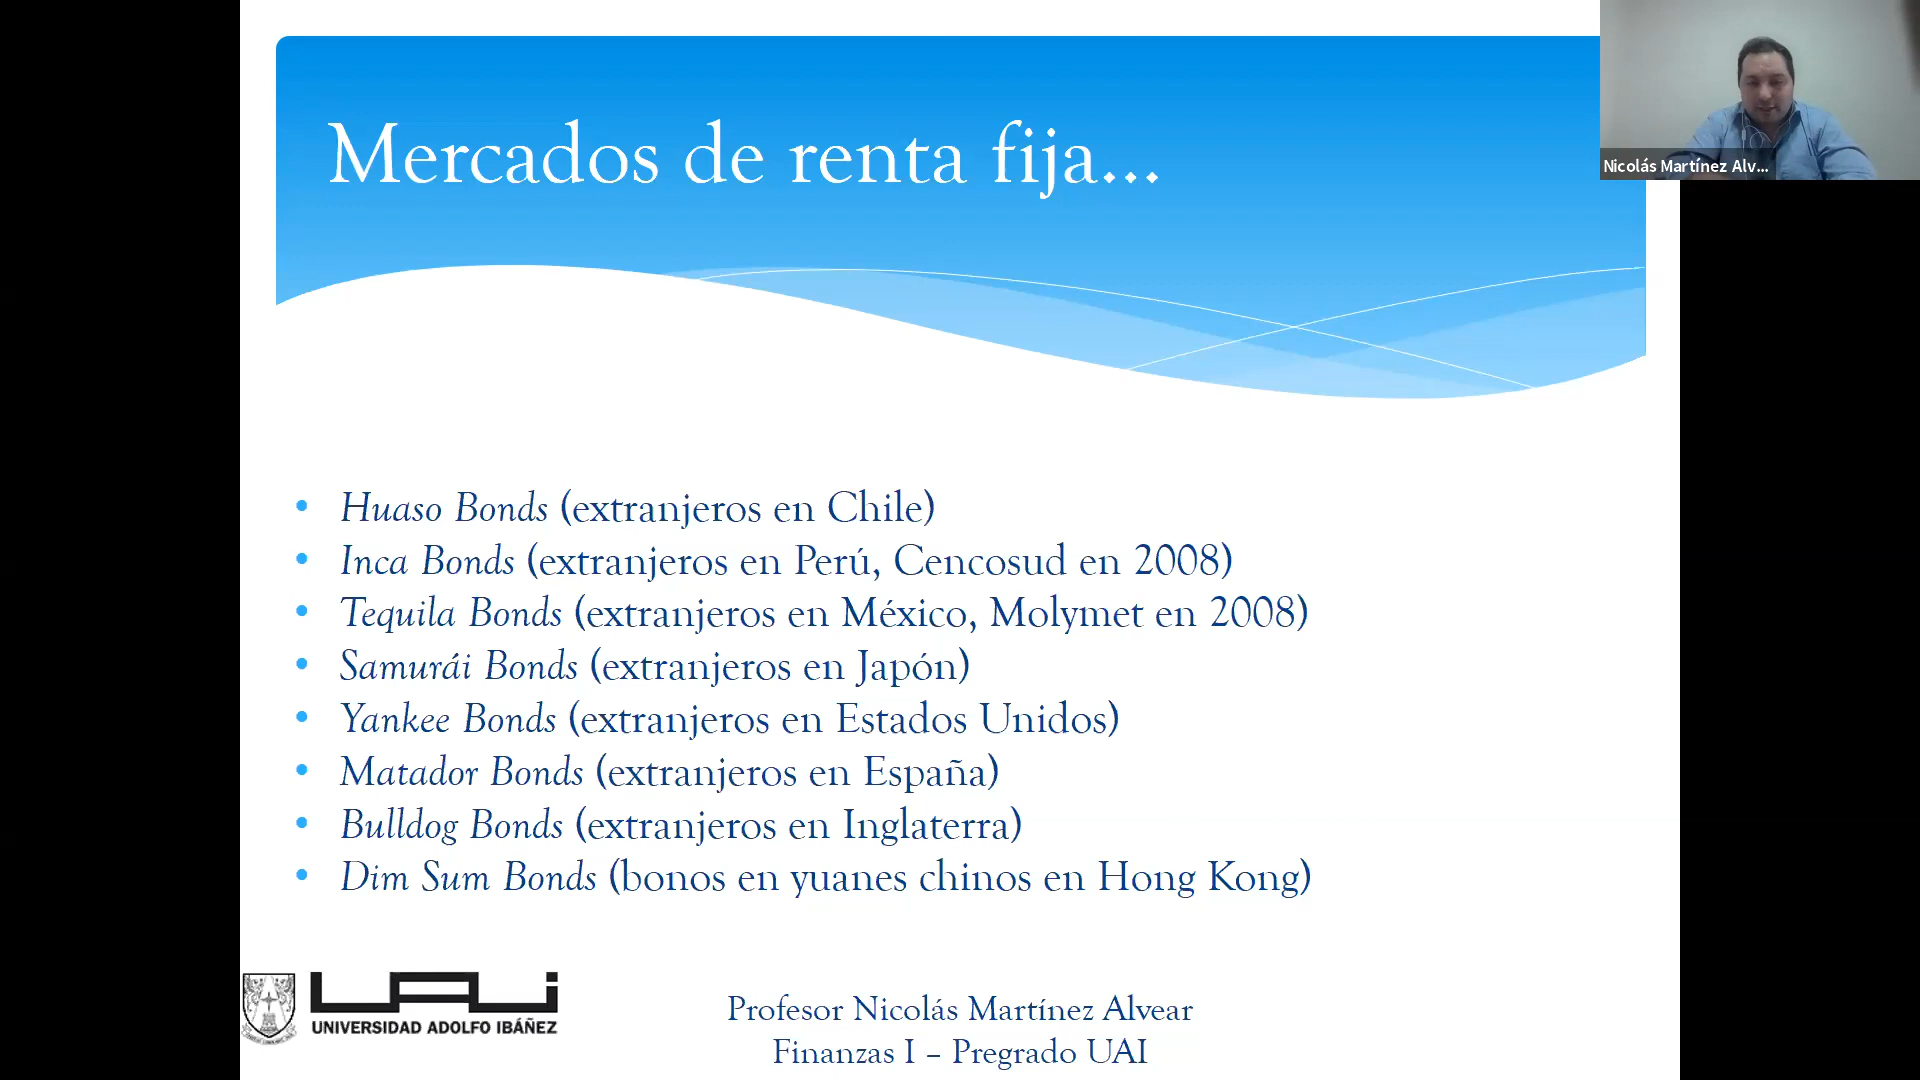 Mercados de renta fija...
Nicolás Martínez Alv...
• Huaso Bonds (extranjeros en Chile)
• Inca Bonds (extranjeros en Perú, Cencosud en 2008)
• Tequila Bonds (extranjeros en México, Molymet en 2008)
• Samurái Bonds (extranjeros en Japón)
• Yankee Bonds (extranjeros en Estados Unidos)
• Matador Bonds (extranjeros en España)
• Bulldog Bonds (extranjeros en Inglaterra)
• Dim Sum Bonds (bonos en yuanes chinos en Hong Kong)
UAi
UNIVERSIDAD ADOLFO IBÁÑEZ
Profesor Nicolás Martínez Alvear
Finanzas I – Pregrado UAI